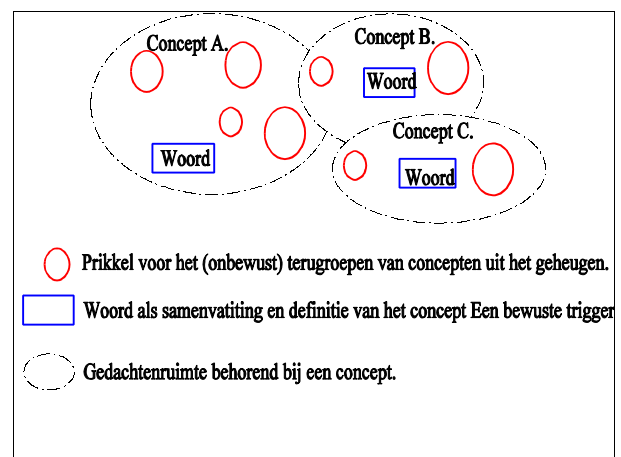 Concept A.
Concept B.
Woord
Concept C.
Woord
Woord
Prikkel voor het (onbewust) terugroepen van concepten uit het geheugen.
Woord als samenvatiting en definitie van het concept Een bewuste trigger
Gedachtenruimte behorend bij een concept.